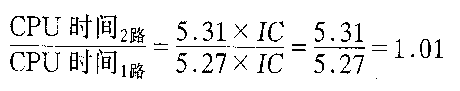 CPU 时间2路 / CPU 时间1路 = 5.31 × IC / 5.27 × IC = 5.31 / 5.27 = 1.01